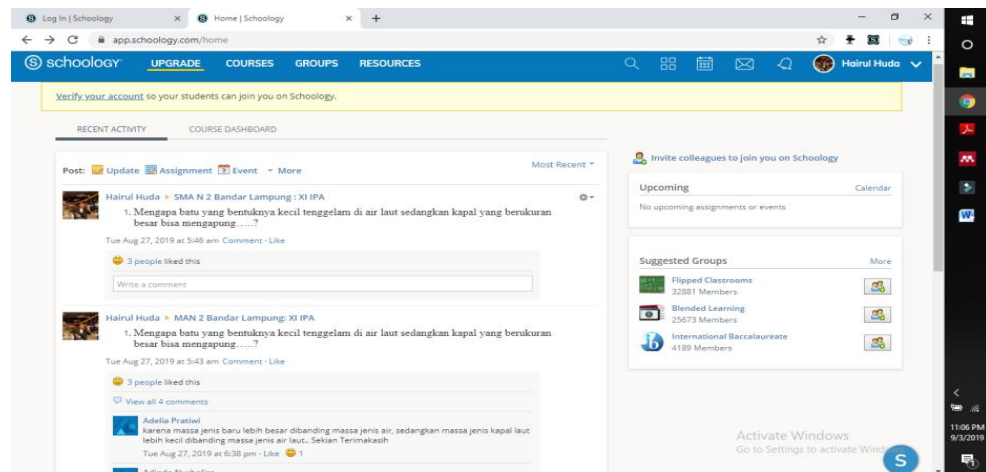 Log In | Schoology
Home | Schoology
app.schoology.com/home
schoology
UPGRADE
COURSES
GROUPS
RESOURCES
Hairul Huda
Verify your account so your students can join you on Schoology.
RECENT ACTIVITY
COURSE DASHBOARD
Post: Update Assignment Event More
Most Recent
Hairul Huda SMA N 2 Bandar Lampung : XI IPA
1. Mengapa batu yang bentuknya kecil tenggelam di air laut sedangkan kapal yang berukuran
besar bisa mengapung.....?
Tue Aug 27, 2019 at 5:46 am Comment · Like
3 people liked this
Write a comment
Hairul Huda MAN 2 Bandar Lampung: XI IPA
1. Mengapa batu yang bentuknya kecil tenggelam di air laut sedangkan kapal yang berukuran
besar bisa mengapung.....?
Tue Aug 27, 2019 at 5:43 am Comment · Like
3 people liked this
View all 4 comments
Adelia Pratiwi
karena massa jenis baru lebih besar dibanding massa jenis air, sedangkan massa jenis kapal laut
lebih kecil dibanding massa jenis air laut.. Sekian Terimakasih
Tue Aug 27, 2019 at 6:38 pm · Like 1
Invite colleagues to join you on Schoology
Upcoming
Calendar
No upcoming assignments or events
Suggested Groups
More
Flipped Classrooms
32881 Members
Blended Learning
25673 Members
International Baccalaureate
4189 Members
Activate Windows
Go to Settings to activate Wind
S
11:06 PM
9/3/2019